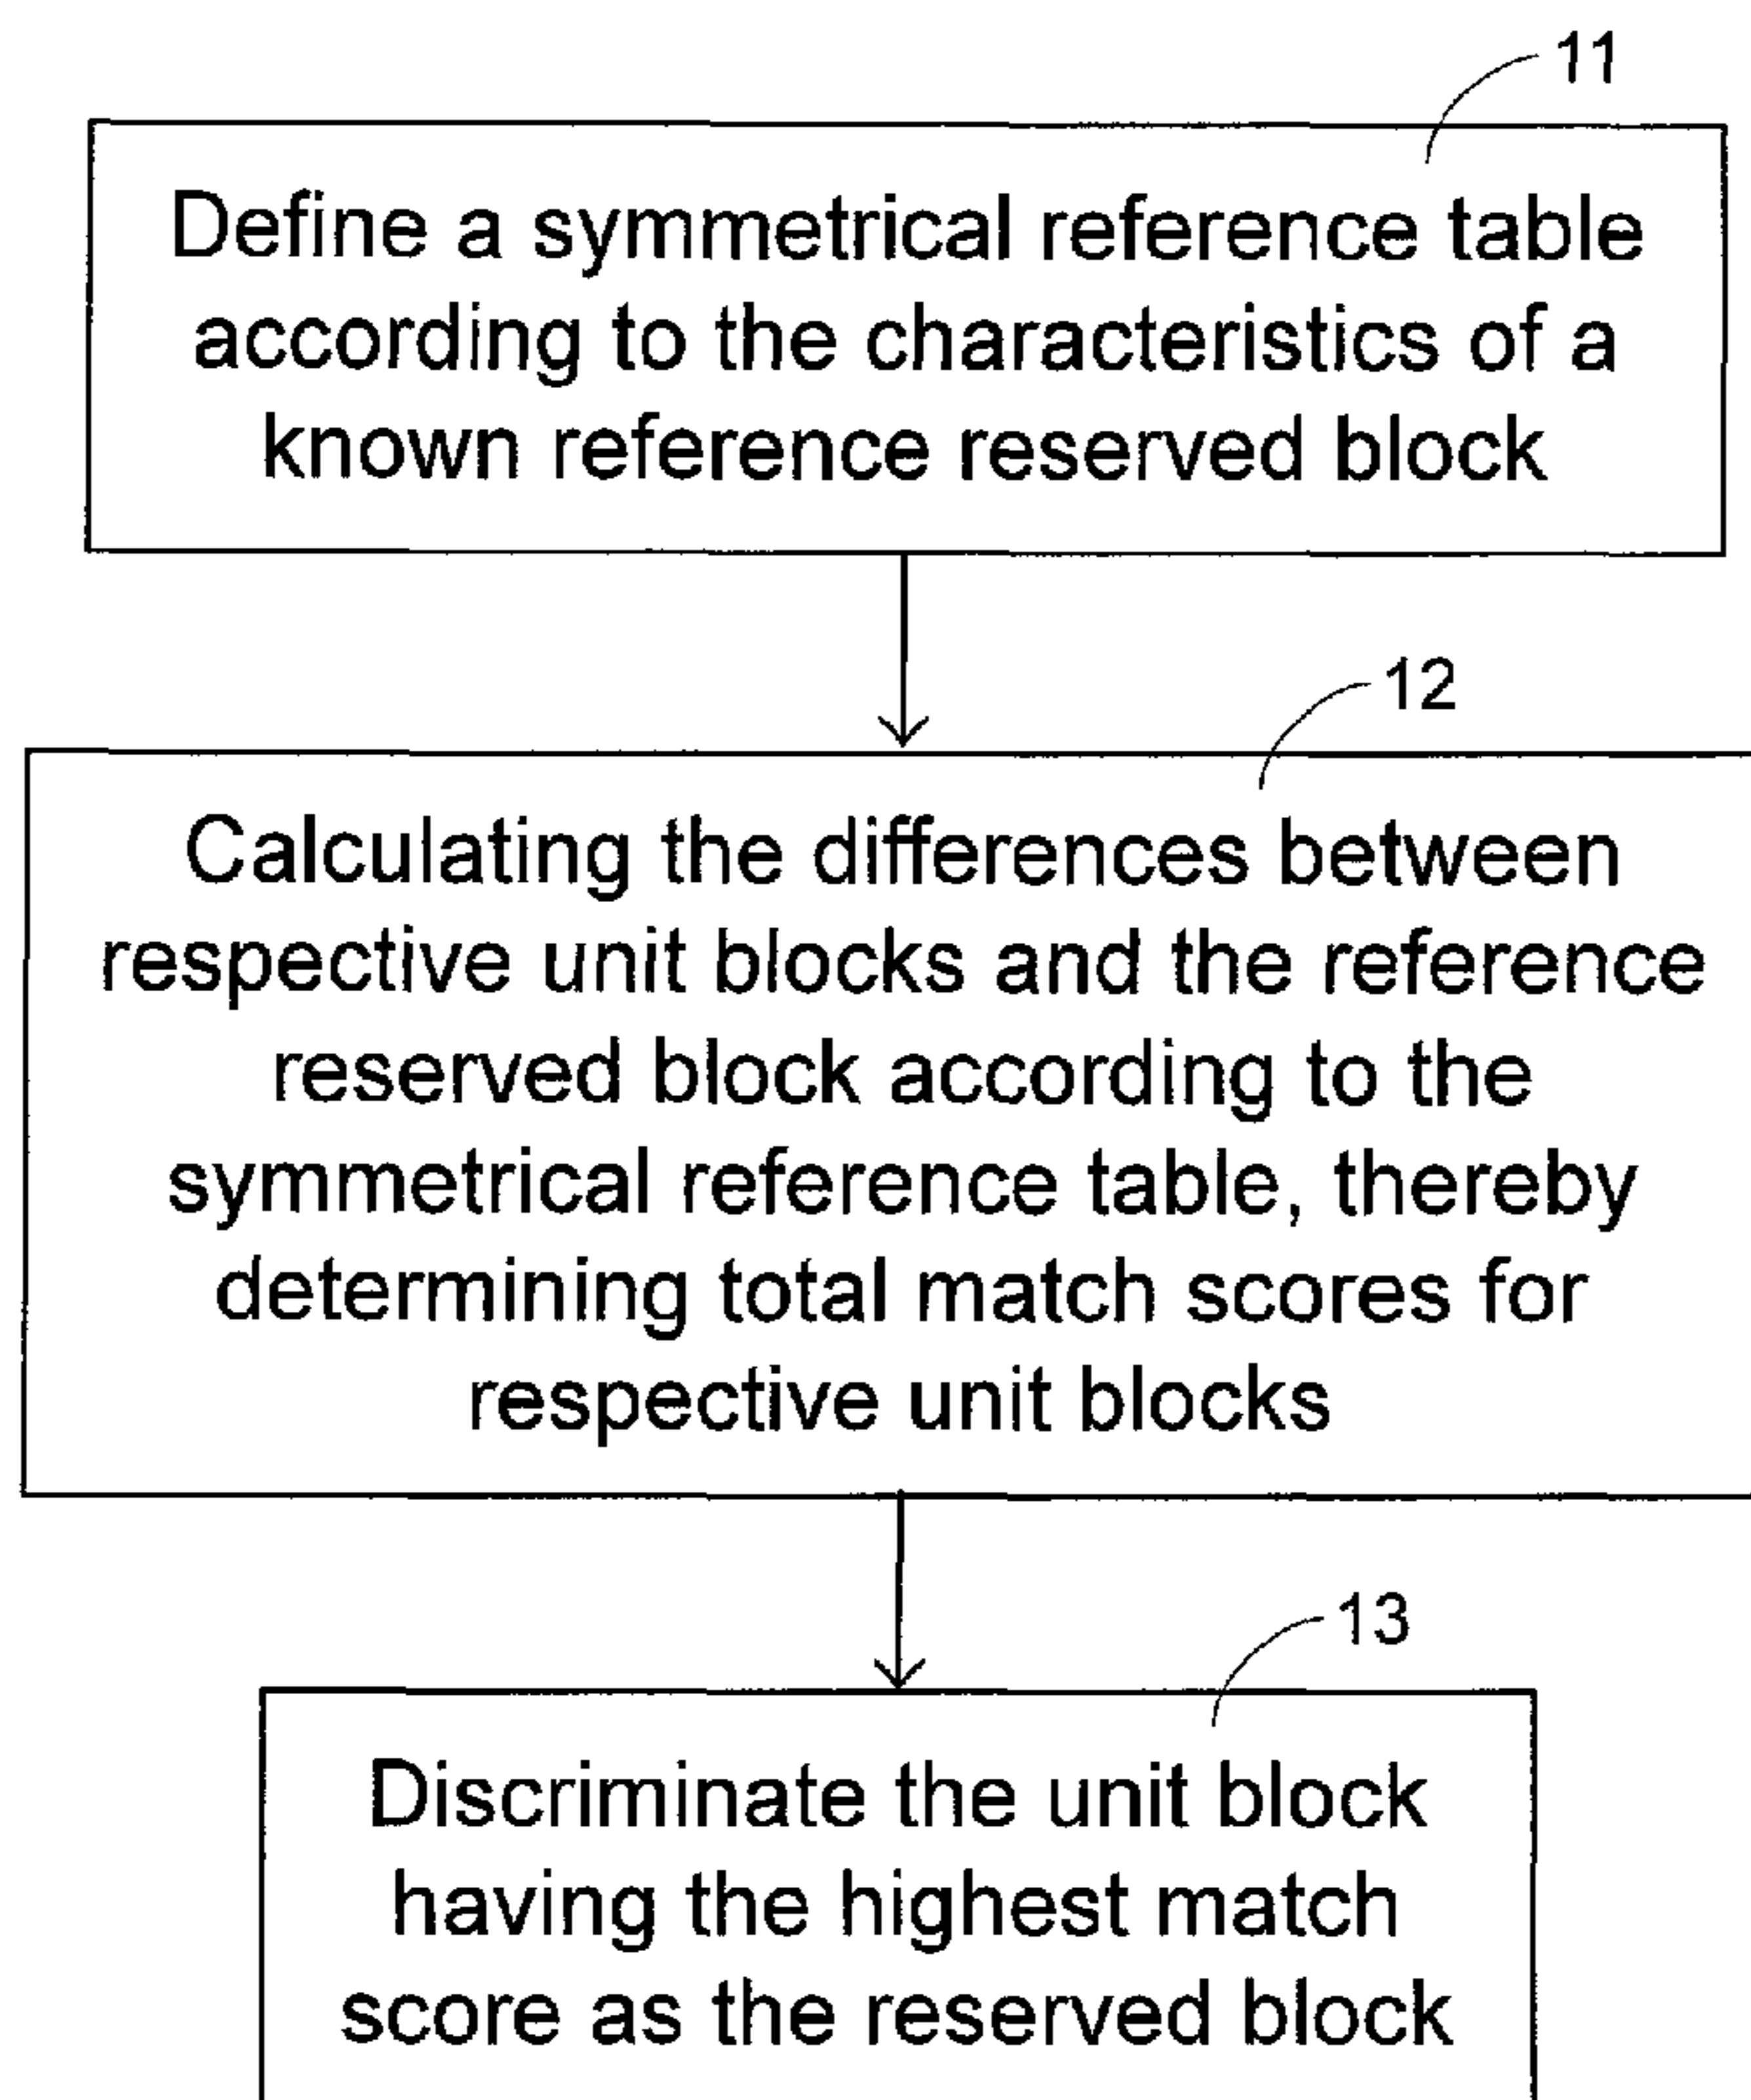 11
Define a symmetrical reference table
according to the characteristics of a
known reference reserved block
12
Calculating the differences between
respective unit blocks and the reference
reserved block according to the
symmetrical reference table, thereby
determining total match scores for
respective unit blocks
13
Discriminate the unit block
having the highest match
score as the reserved block